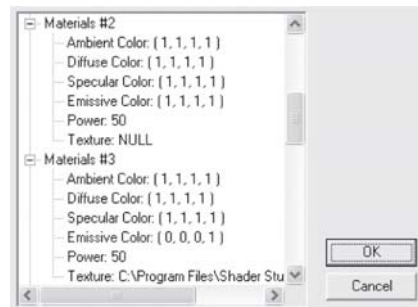 Materials #2
Ambient Color: ( 1, 1, 1, 1 )
Diffuse Color: ( 1, 1, 1, 1 )
Specular Color: ( 1, 1, 1, 1 )
Emissive Color: ( 1, 1, 1, 1 )
Power: 50
Texture: NULL
Materials #3
Ambient Color: ( 1, 1, 1, 1 )
Diffuse Color: ( 1, 1, 1, 1 )
Specular Color: ( 1, 1, 1, 1 )
Emissive Color: ( 0, 0, 0, 1 )
Power: 50
Texture: C:\Program Files\Shader Stu
OK
Cancel